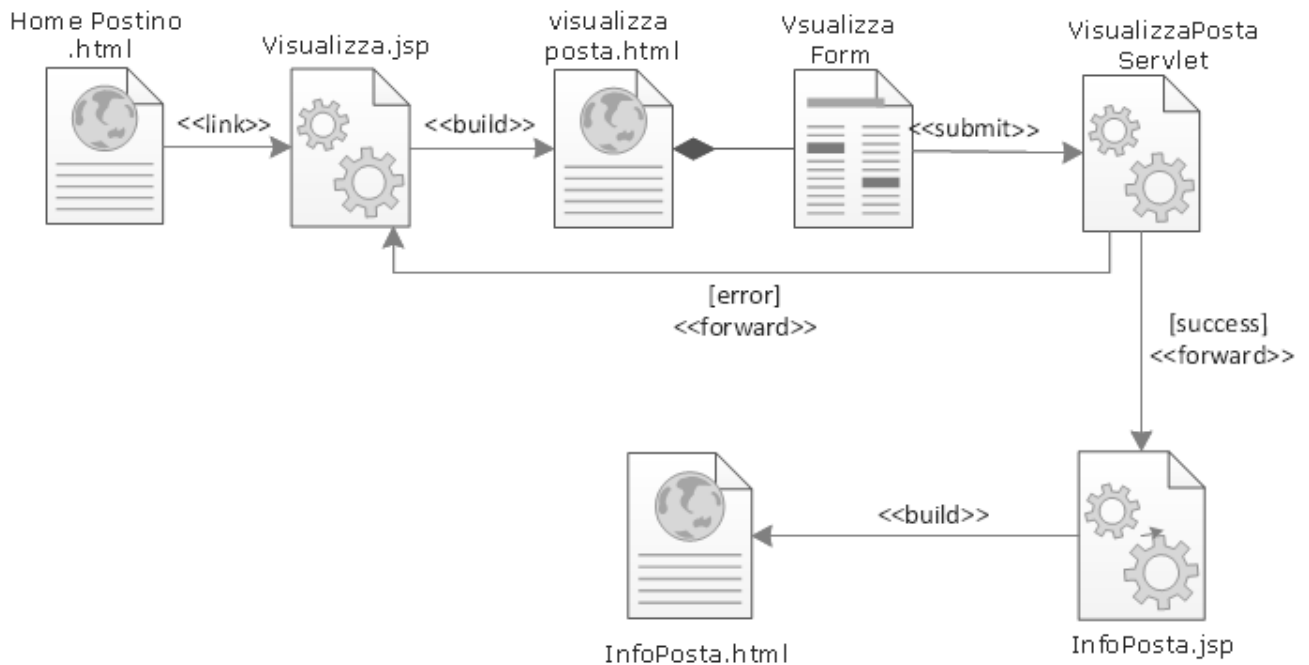 Home Postino
.html
Visualizza.jsp
visualizza
posta.html
Vsualizza
Form
VisualizzaPosta
Servlet
<<link>>
<<build>>
<<submit>>
[error]
<<forward>>
[success]
<<forward>>
<<build>>
InfoPosta.html
InfoPosta.jsp